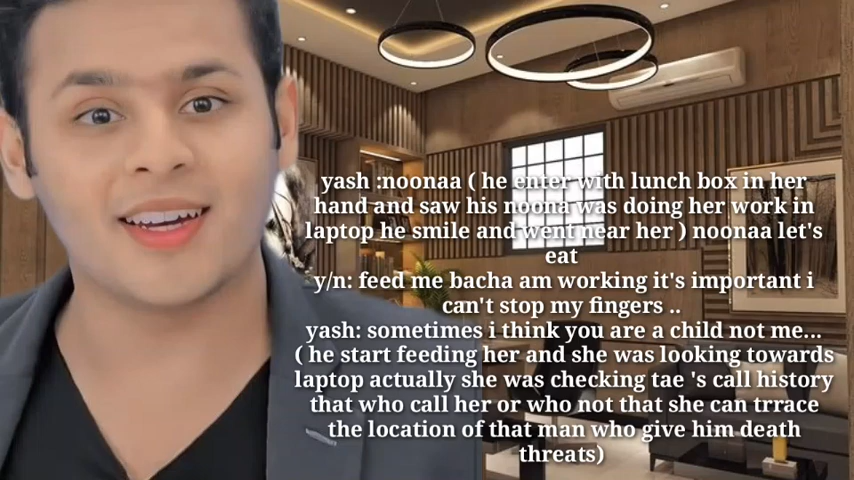 yash :noonaa ( he enter with lunch box in her
hand and saw his noona was doing her work in
laptop he smile and went near her ) noonaa let's
eat
y/n: feed me bacha am working it's important i
can't stop my fingers ..
yash: sometimes i think you are a child not me...
( he start feeding her and she was looking towards
laptop actually she was checking tae 's call history
that who call her or who not that she can trrace
the location of that man who give him death
threats)